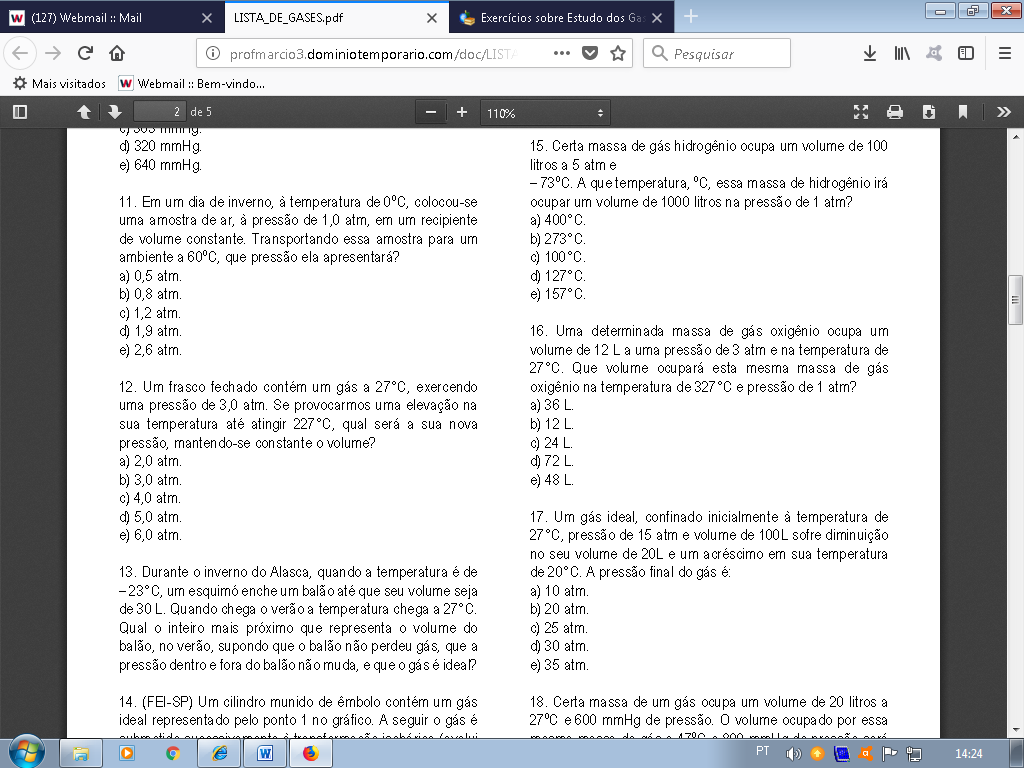 (127) Webmail :: Mail
LISTA_DE_GASES.pdf
Exercícios sobre Estudo dos Ga
profmarcio3.dominiotemporario.com/doc/LIST
Pesquisar
Mais visitados
Webmail :: Bem-vindo...
2
de 5
110%
d) 320 mmHg.
e) 640 mmHg.
11. Em um dia de inverno, à temperatura de 0⁰C, colocou-se
uma amostra de ar, à pressão de 1,0 atm, em um recipiente
de volume constante. Transportando essa amostra para um
ambiente a 60⁰C, que pressão ela apresentará?
a) 0,5 atm.
b) 0,8 atm.
c) 1,2 atm.
d) 1,9 atm.
e) 2,6 atm.
12. Um frasco fechado contém um gás a 27°C, exercendo
uma pressão de 3,0 atm. Se provocarmos uma elevação na
sua temperatura até atingir 227°C, qual será a sua nova
pressão, mantendo-se constante o volume?
a) 2,0 atm.
b) 3,0 atm.
c) 4,0 atm.
d) 5,0 atm.
e) 6,0 atm.
13. Durante o inverno do Alasca, quando a temperatura é de
– 23°C, um esquimó enche um balão até que seu volume seja
de 30 L. Quando chega o verão a temperatura chega a 27°C.
Qual o inteiro mais próximo que representa o volume do
balão, no verão, supondo que o balão não perdeu gás, que a
pressão dentro e fora do balão não muda, e que o gás é ideal?
14. (FEI-SP) Um cilindro munido de êmbolo contém um gás
ideal representado pelo ponto 1 no gráfico. A seguir o gás é
15. Certa massa de gás hidrogênio ocupa um volume de 100
litros a 5 atm e
– 73⁰C. A que temperatura, ⁰C, essa massa de hidrogênio irá
ocupar um volume de 1000 litros na pressão de 1 atm?
a) 400°C.
b) 273°C.
c) 100°C.
d) 127°C.
e) 157°C.
16. Uma determinada massa de gás oxigênio ocupa um
volume de 12 L a uma pressão de 3 atm e na temperatura de
27°C. Que volume ocupará esta mesma massa de gás
oxigênio na temperatura de 327°C e pressão de 1 atm?
a) 36 L.
b) 12 L.
c) 24 L.
d) 72 L.
e) 48 L.
17. Um gás ideal, confinado inicialmente à temperatura de
27°C, pressão de 15 atm e volume de 100L sofre diminuição
no seu volume de 20L e um acréscimo em sua temperatura
de 20°C. A pressão final do gás é:
a) 10 atm.
b) 20 atm.
c) 25 atm.
d) 30 atm.
e) 35 atm.
18. Certa massa de um gás ocupa um volume de 20 litros a
27⁰C e 600 mmHg de pressão. O volume ocupado por essa
PT
14:24